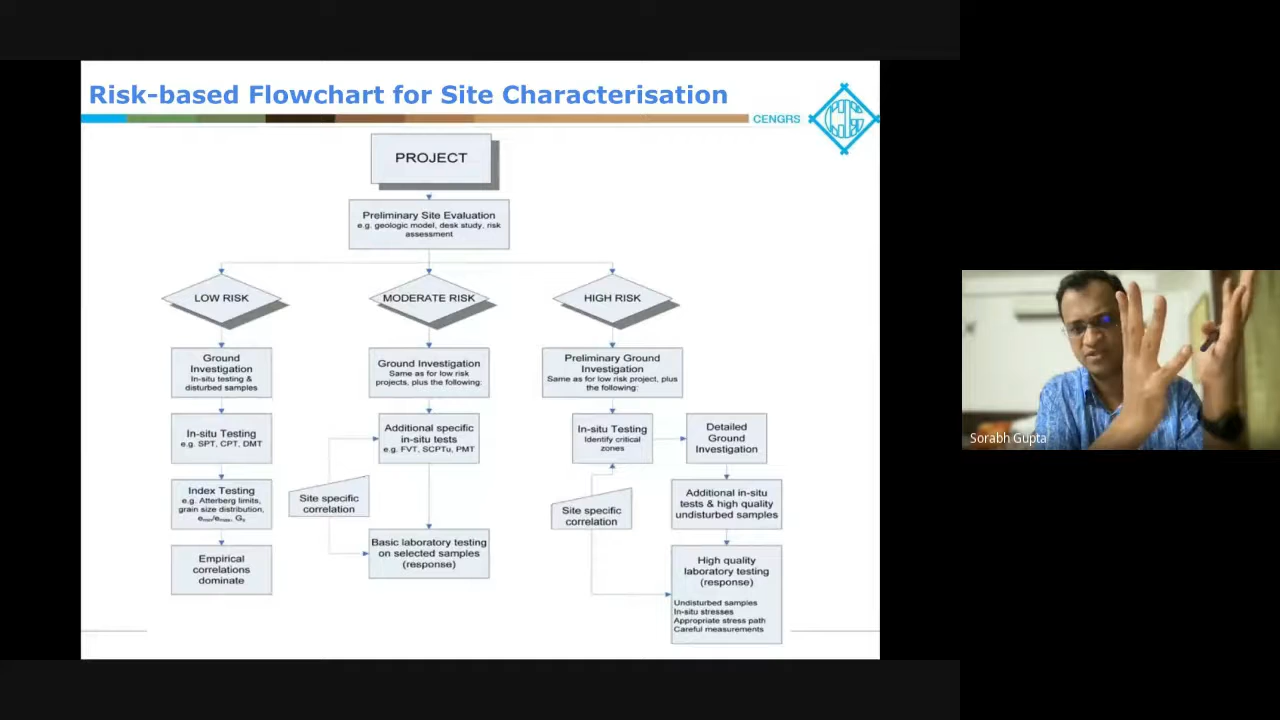 Risk-based Flowchart for Site Characterisation
CENGRS
PROJECT
Preliminary Site Evaluation
e.g. geologic model, desk study, risk
assessment
LOW RISK
MODERATE RISK
HIGH RISK
Ground
Investigation
In-situ testing &
disturbed samples
Ground Investigation
Same as for low risk
projects, plus the following:
Preliminary Ground
Investigation
Same as for low risk project, plus
the following:
In-situ Testing
e.g. SPT, CPT, DMT
Additional specific
in-situ tests
e.g. FVT, SCPTu, PMT
In-situ Testing
Identify critical
zones
Detailed
Ground
Investigation
Index Testing
e.g. Atterberg limits,
grain size distribution,
emin/emax, Gs
Site specific
correlation
Site specific
correlation
Additional in-situ
tests & high quality
undisturbed samples
Empirical
correlations
dominate
Basic laboratory testing
on selected samples
(response)
High quality
laboratory testing
(response)
Undisturbed samples
In-situ stresses
Appropriate stress path
Careful measurements
Sorabh Gupta